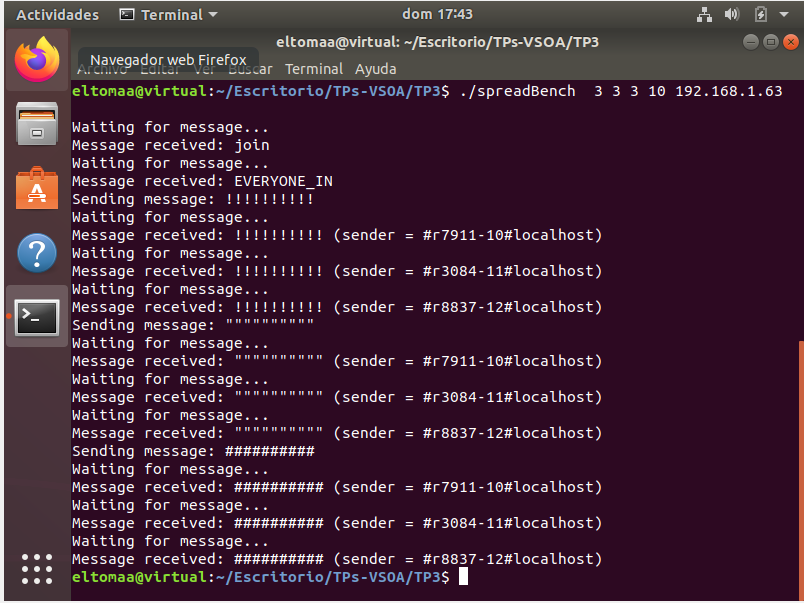 Actividades Terminal dom 17:43
eltomaa@virtual: ~/Escritorio/TPs-VSOA/TP3
Navegador web Firefox
Archivo Editar Ver Buscar Terminal Ayuda
eltomaa@virtual:~/Escritorio/TPs-VSOA/TP3$ ./spreadBench  3 3 3 10 192.168.1.63
Waiting for message...
Message received: join
Waiting for message...
Message received: EVERYONE_IN
Sending message: !!!!!!!!!!
Waiting for message...
Message received: !!!!!!!!!! (sender = #r7911-10#localhost)
Waiting for message...
Message received: !!!!!!!!!! (sender = #r3084-11#localhost)
Waiting for message...
Message received: !!!!!!!!!! (sender = #r8837-12#localhost)
Sending message: """"""""""
Waiting for message...
Message received: """""""""" (sender = #r7911-10#localhost)
Waiting for message...
Message received: """""""""" (sender = #r3084-11#localhost)
Waiting for message...
Message received: """""""""" (sender = #r8837-12#localhost)
Sending message: ##########
Waiting for message...
Message received: ########## (sender = #r7911-10#localhost)
Waiting for message...
Message received: ########## (sender = #r3084-11#localhost)
Waiting for message...
Message received: ########## (sender = #r8837-12#localhost)
eltomaa@virtual:~/Escritorio/TPs-VSOA/TP3$